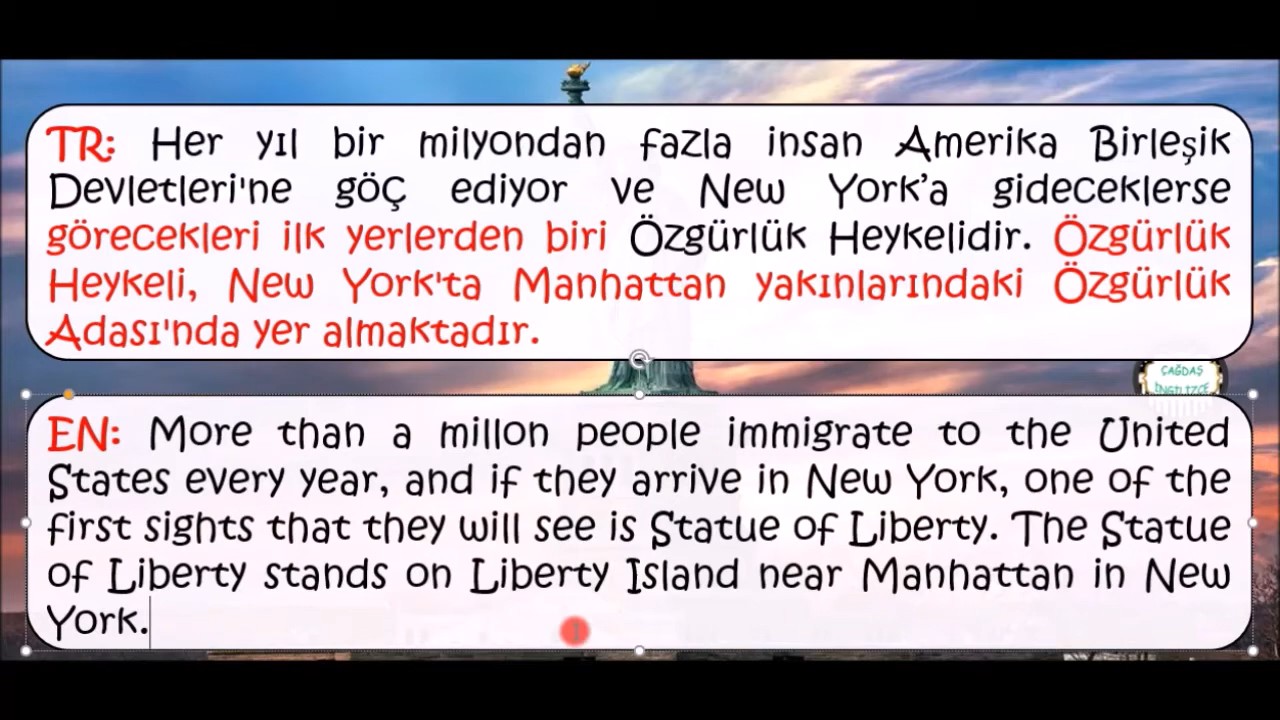 TR: Her yıl bir milyondan fazla insan Amerika Birleşik
Devletleri'ne göç ediyor ve New York’a gideceklerse
görecekleri ilk yerlerden biri Özgürlük Heykelidir. Özgürlük
Heykeli, New York'ta Manhattan yakınlarındaki Özgürlük
Adası'nda yer almaktadır.
ÇAĞDAŞ
İNGİLİZCE
EN: More than a millon people immigrate to the United
States every year, and if they arrive in New York, one of the
first sights that they will see is Statue of Liberty. The Statue
of Liberty stands on Liberty Island near Manhattan in New
York.